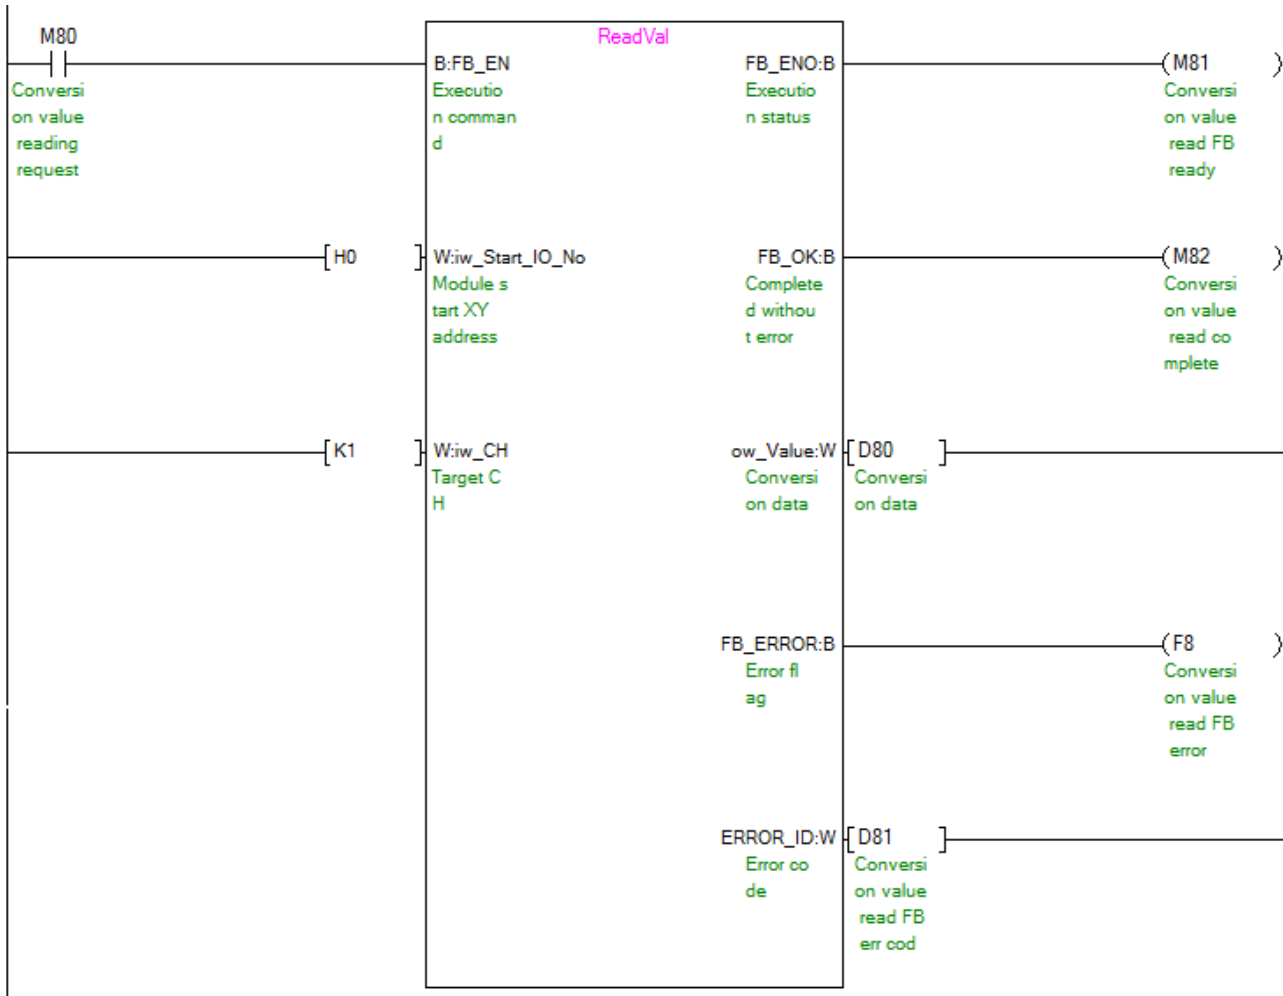 ReadVal
M80
B:FB_EN
FB_ENO:B
(M81 )
Conversi
on value
reading
request
Executio
n comman
d
Executio
n status
Conversi
on value
read FB
ready
[H0 ]
W:iw_Start_IO_No
FB_OK:B
(M82 )
Module s
tart XY
address
Complete
d withou
t error
Conversi
on value
read co
mplete
[K1 ]
W:iw_CH
ow_Value:W
[D80 ]
Target C
H
Conversi
on data
Conversi
on data
FB_ERROR:B
(F8 )
Error fl
ag
Conversi
on value
read FB
error
ERROR_ID:W
[D81 ]
Error co
de
Conversi
on value
read FB
err cod